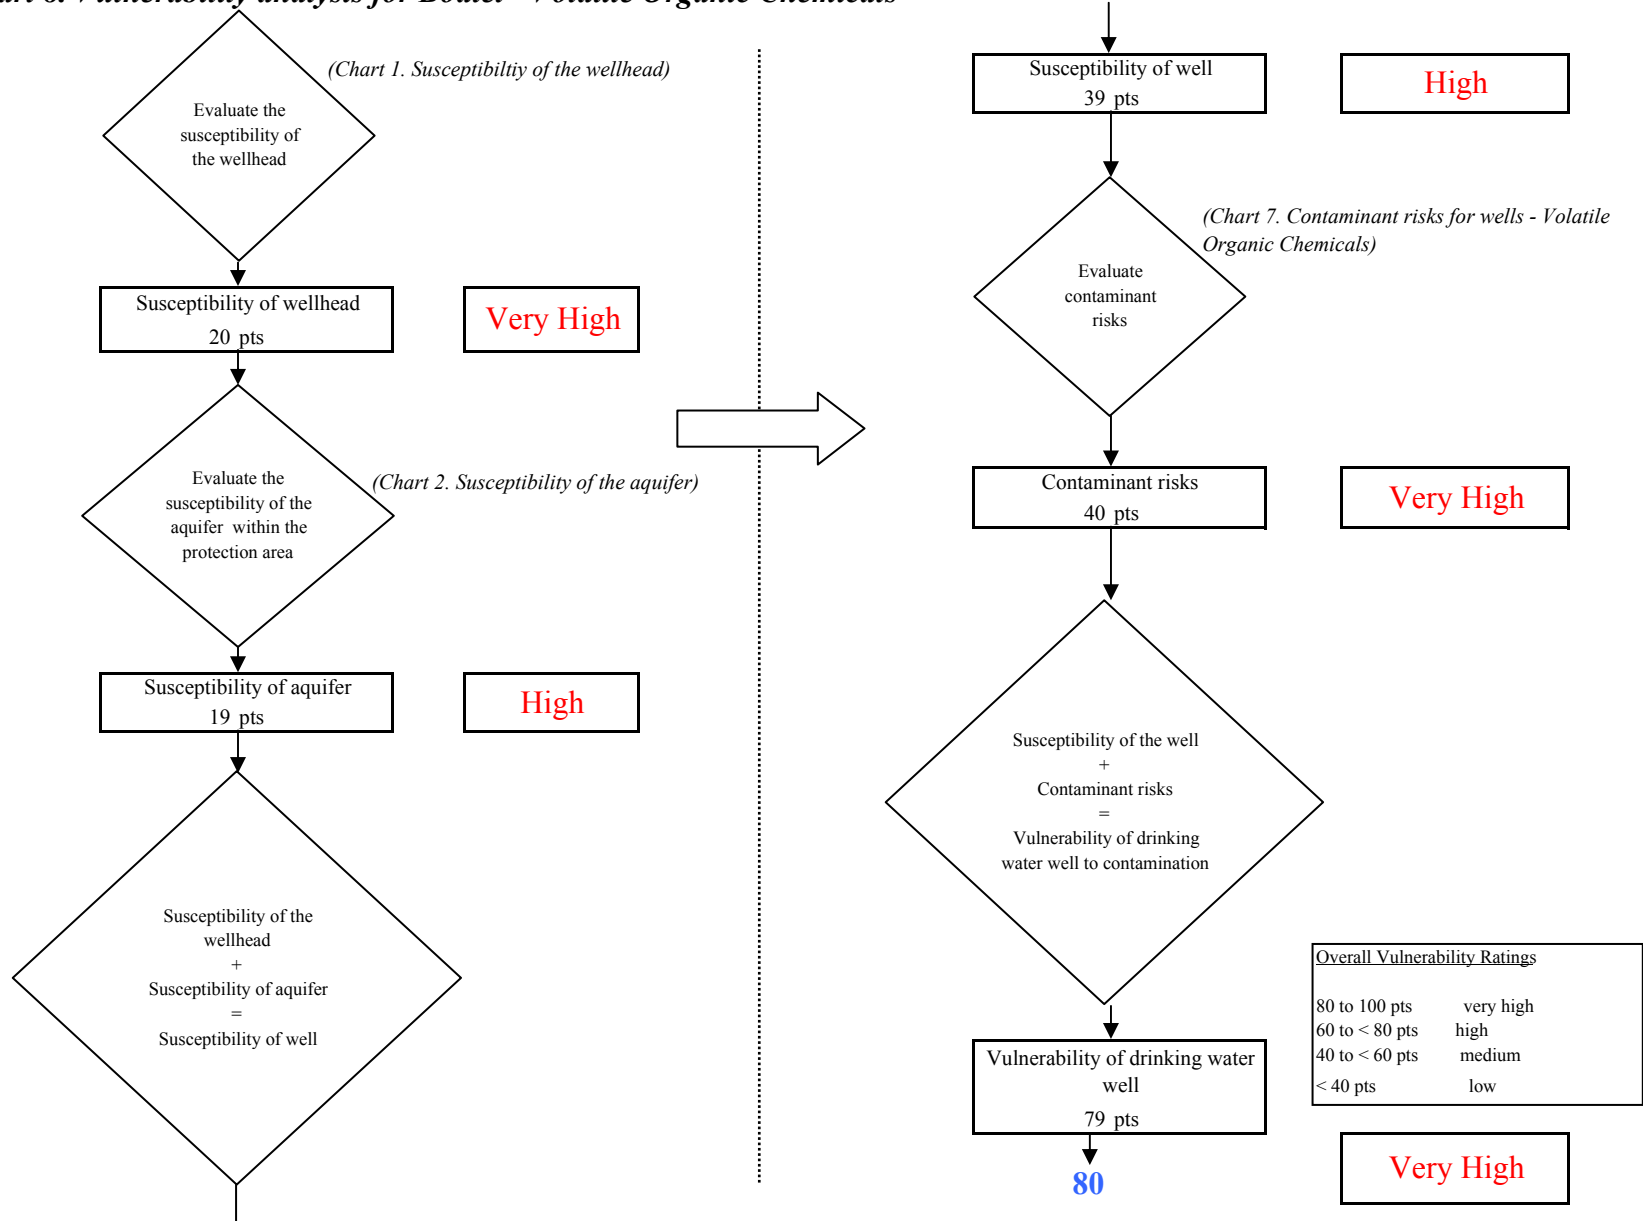 Vulnerability analysis for
Volatile Organic Chemicals
(Chart 1. Susceptibiltiy of the wellhead)
Evaluate the
susceptibility of
the wellhead
Susceptibility of wellhead
20 pts
Very High
Evaluate the
susceptibility of the
aquifer within the
protection area
(Chart 2. Susceptibility of the aquifer)
Susceptibility of aquifer
19 pts
High
Susceptibility of the
wellhead
+
Susceptibility of aquifer
=
Susceptibility of well
Susceptibility of well
39 pts
High
(Chart 7. Contaminant risks for wells - Volatile
Organic Chemicals)
Evaluate
contaminant
risks
Contaminant risks
40 pts
Very High
Susceptibility of the well
+
Contaminant risks
=
Vulnerability of drinking
water well to contamination
Vulnerability of drinking water
well
79 pts
80
Overall Vulnerability Ratings
80 to 100 pts very high
60 to < 80 pts high
40 to < 60 pts medium
< 40 pts low
Very High